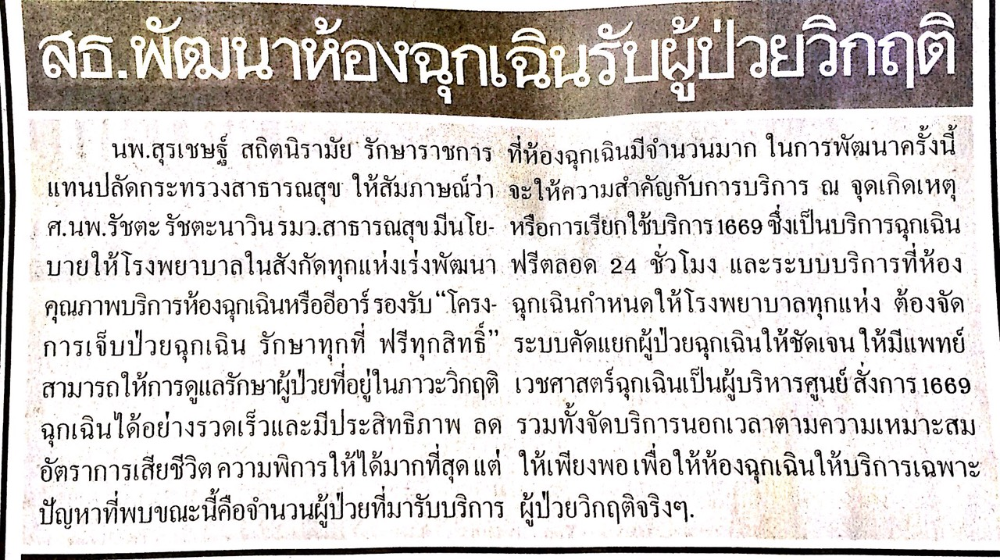 สธ.พัฒนาห้องฉุกเฉินรับผู้ป่วยวิกฤติ
นพ.สุรเชษฐ์ สถิตนิรามัย รักษาราชการ
แทนปลัดกระทรวงสาธารณสุข ให้สัมภาษณ์ว่า
ศ.นพ.รัชตะ รัชตะนาวิน รมว.สาธารณสุข มีนโย-
บายให้โรงพยาบาลในสังกัดทุกแห่งเร่งพัฒนา
คุณภาพบริการห้องฉุกเฉินหรืออีอาร์ รองรับ “โครง-
การเจ็บป่วยฉุกเฉิน รักษาทุกที่ ฟรีทุกสิทธิ์”
สามารถให้การดูแลรักษาผู้ป่วยที่อยู่ในภาวะวิกฤติ
ฉุกเฉินได้อย่างรวดเร็วและมีประสิทธิภาพ ลด
อัตราการเสียชีวิต ความพิการให้ได้มากที่สุด แต่
ปัญหาที่พบขณะนี้คือจำนวนผู้ป่วยที่มารับบริการ
ที่ห้องฉุกเฉินมีจำนวนมาก ในการพัฒนาครั้งนี้
จะให้ความสำคัญกับการบริการ ณ จุดเกิดเหตุ
หรือการเรียกใช้บริการ 1669 ซึ่งเป็นบริการฉุกเฉิน
ฟรีตลอด 24 ชั่วโมง และระบบบริการที่ห้อง
ฉุกเฉินกำหนดให้โรงพยาบาลทุกแห่ง ต้องจัด
ระบบคัดแยกผู้ป่วยฉุกเฉินให้ชัดเจน ให้มีแพทย์
เวชศาสตร์ฉุกเฉินเป็นผู้บริหารศูนย์ สั่งการ 1669
รวมทั้งจัดบริการนอกเวลาตามความเหมาะสม
ให้เพียงพอ เพื่อให้ห้องฉุกเฉินให้บริการเฉพาะ
ผู้ป่วยวิกฤติจริงๆ.